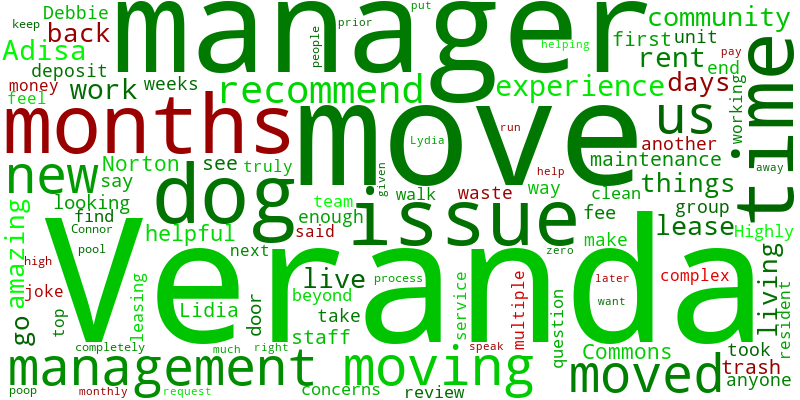 keep
Debbie
manager
prior
put
community
back
people
helping
first
unit
Adisa
deposit
work
weeks
recommend
experience
rent
days
end
pay
money
feel
months
move
us
time
working
Lydia
run
another
help
maintenance
away
new
say
Norton
see
truly
dog
given
issue
walk
waste
way
clean
things
looking
find
Connor
pool
helpful
team
enough
said
fee
group
make
lease
Highly
amazing
next
zero
high
joke
go
top
Veranda
leasing
Lidia
door
live
beyond
take
process
service
multiple
later
want
complex
living
resident
completely
much
right
staff
speak
question
Commons
took
trash
anyone
management
moving
moved
poop
monthly
request
concerns
review